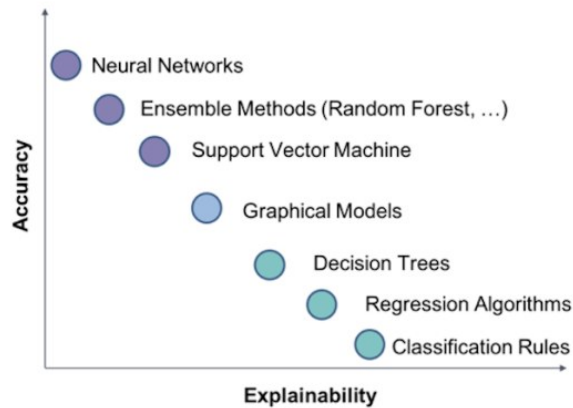 Neural Networks
Ensemble Methods (Random Forest, …)
Support Vector Machine
Graphical Models
Decision Trees
Regression Algorithms
Classification Rules
Accuracy
Explainability